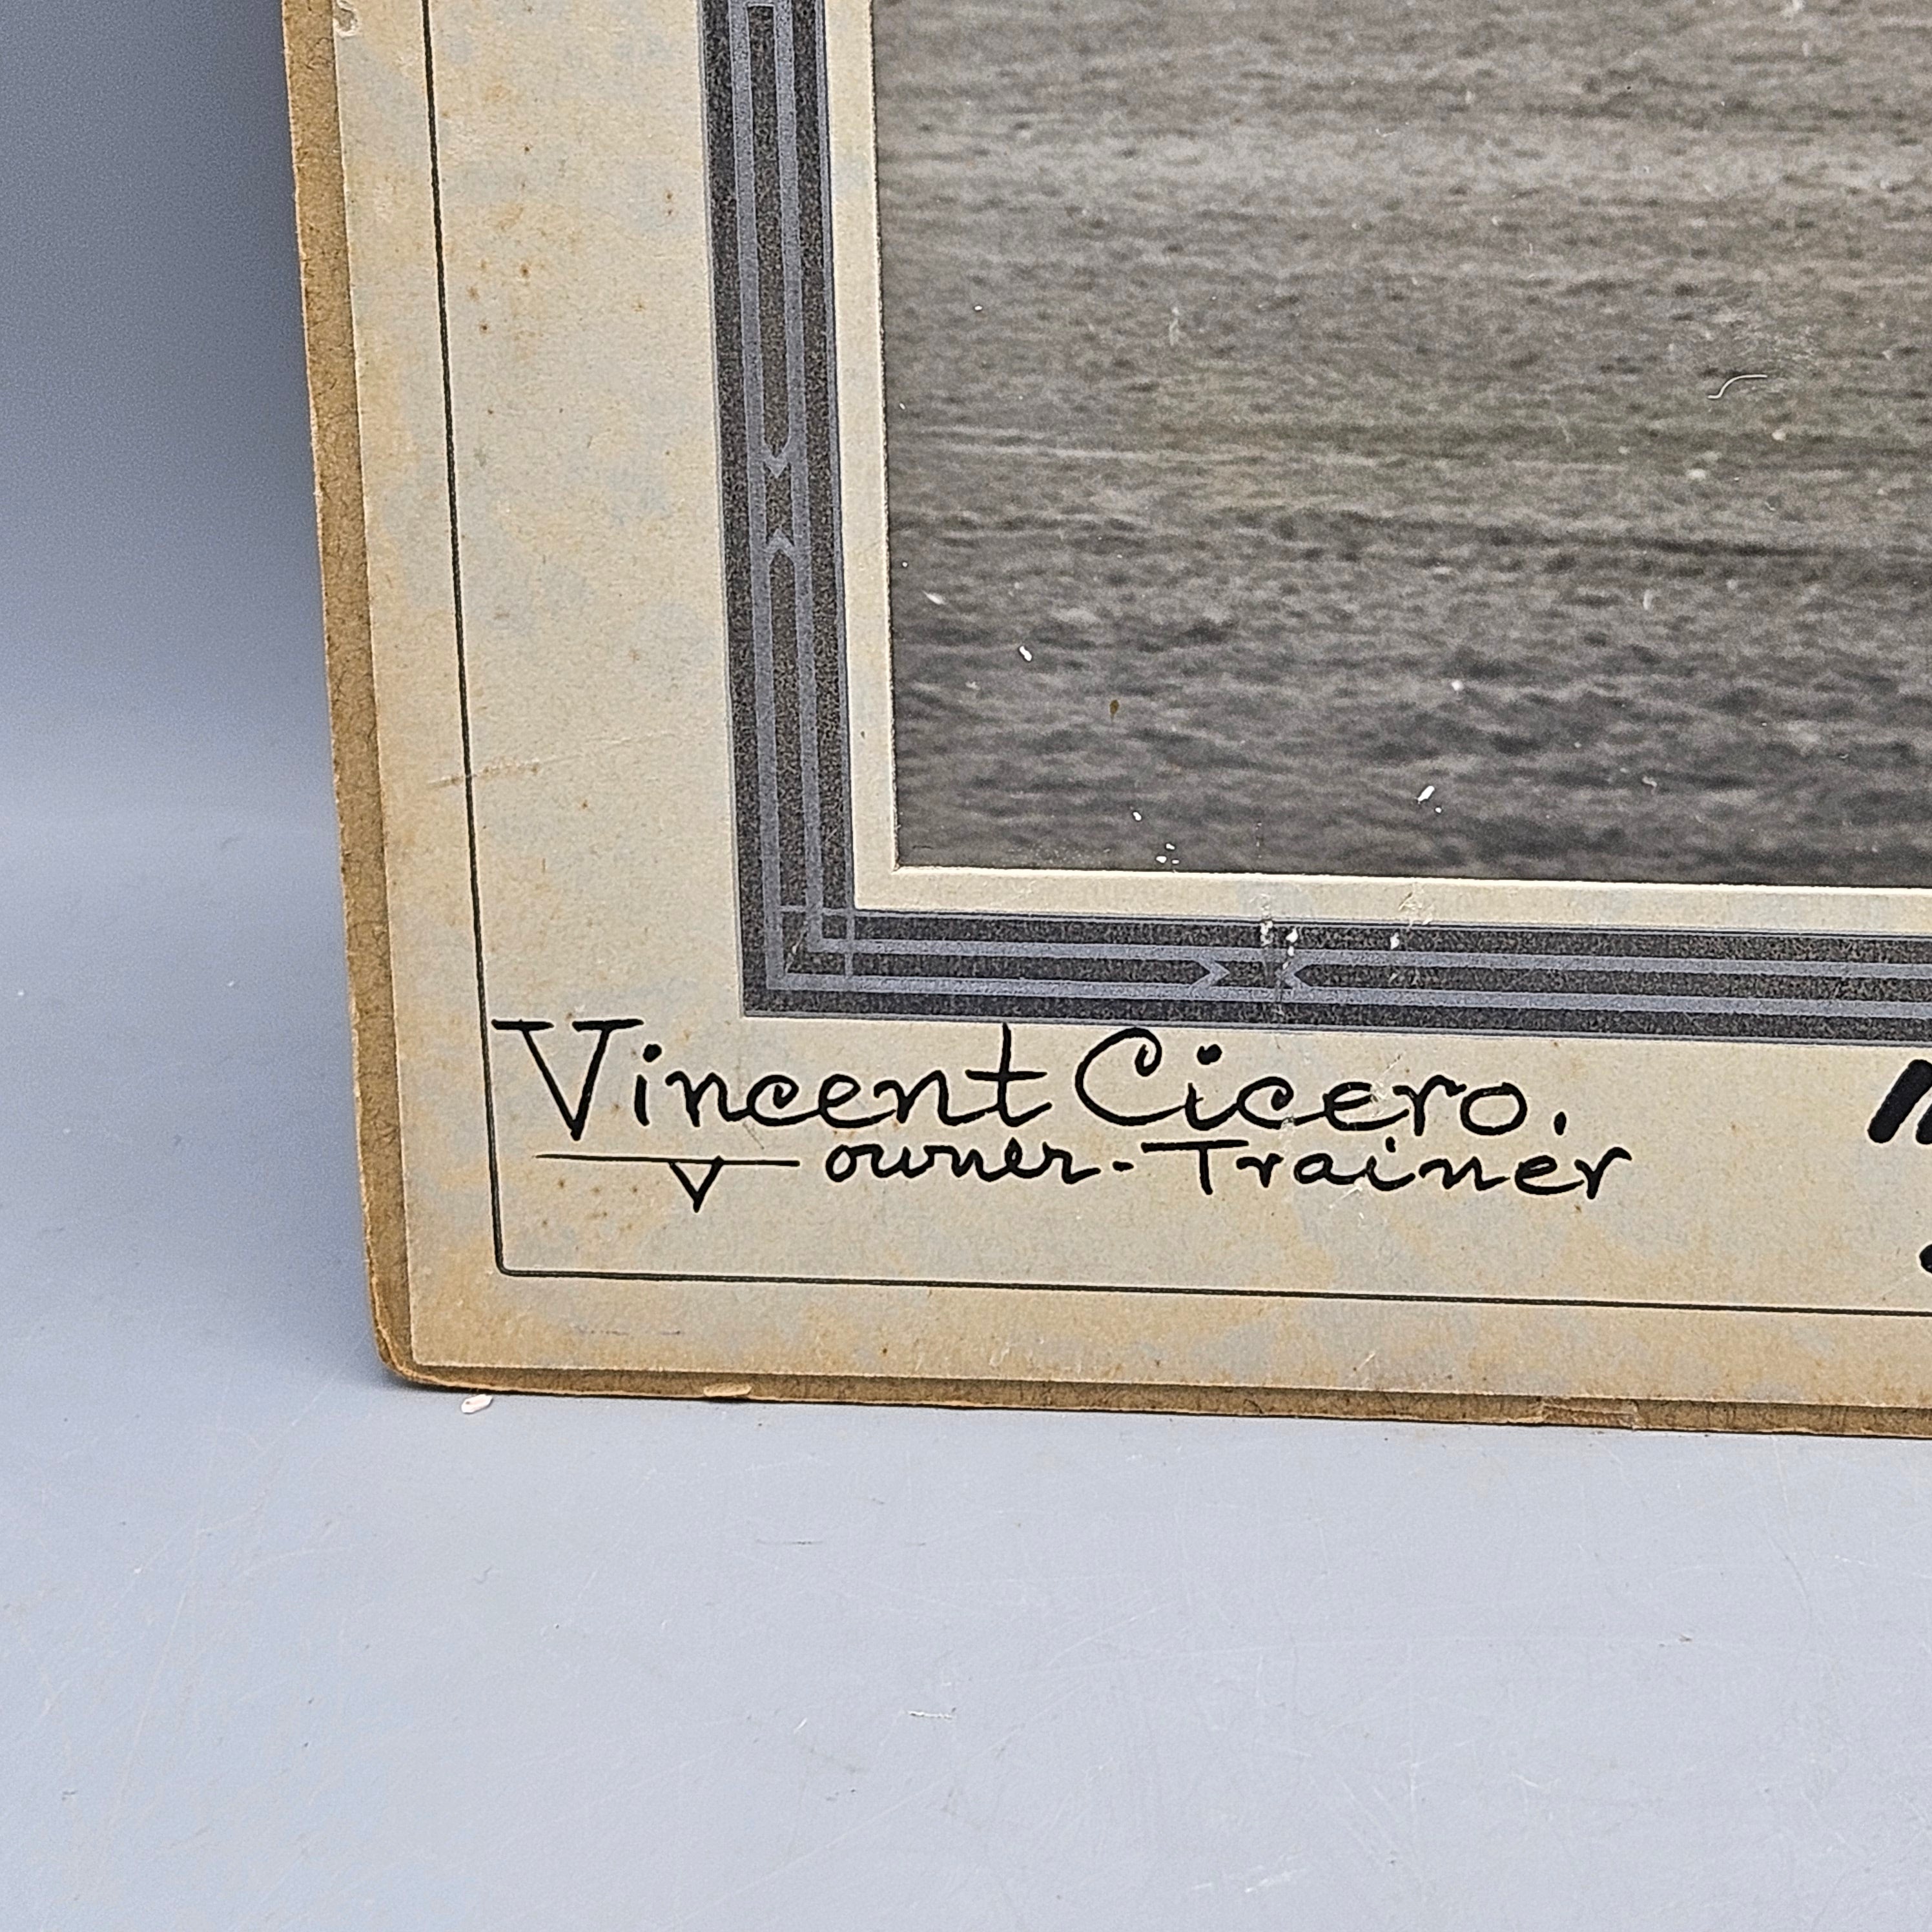 Vincent Cicero.
owner-Trainer